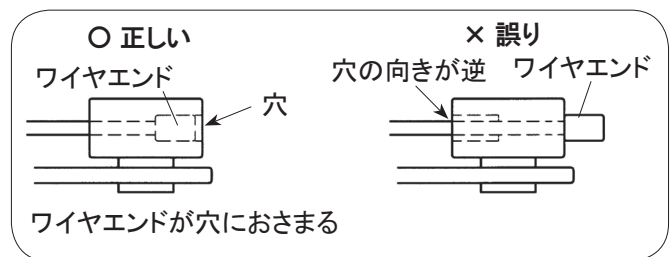 ○ 正しい
ワイヤエンド
穴
ワイヤエンドが穴におさまる
× 誤り
穴の向きが逆
ワイヤエンド